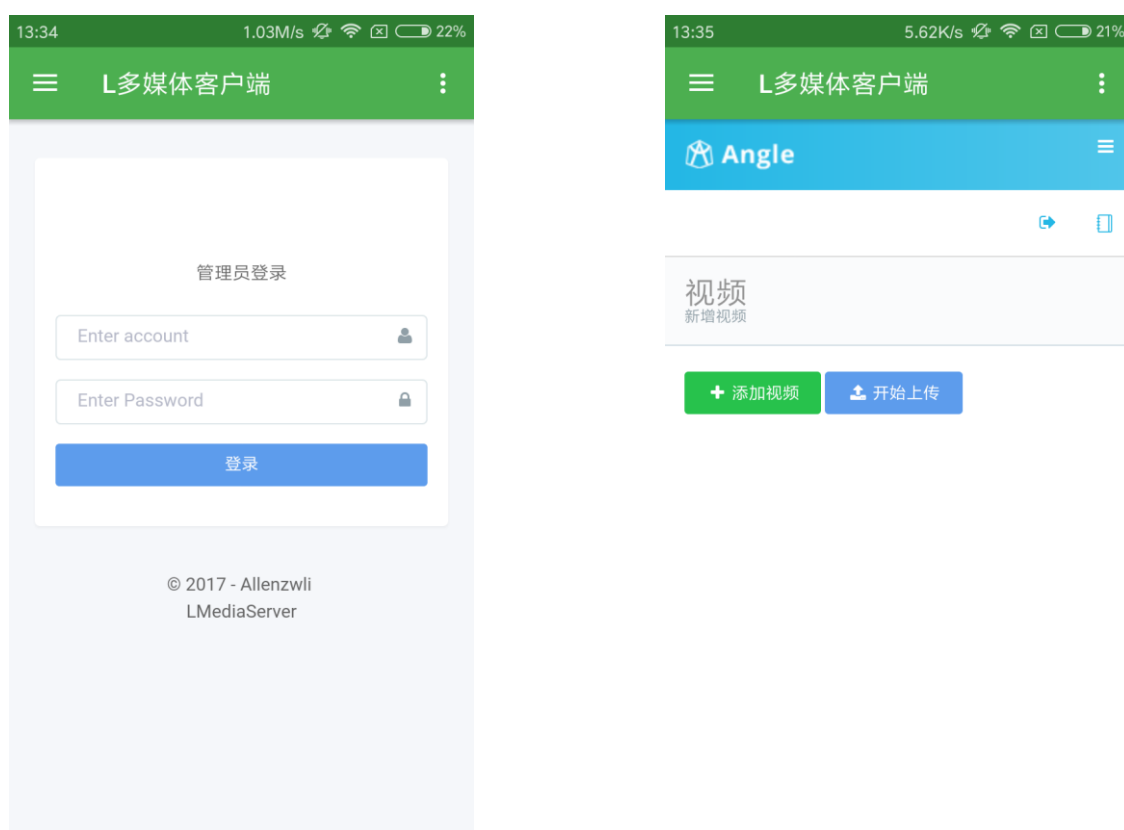 13:34 1.03M/s 22%
L多媒体客户端
管理员登录
Enter account
Enter Password
登录
© 2017 - Allenzwli
LMediaServer
13:35 5.62K/s 21%
L多媒体客户端
Angle
视频
新增视频
添加视频 开始上传